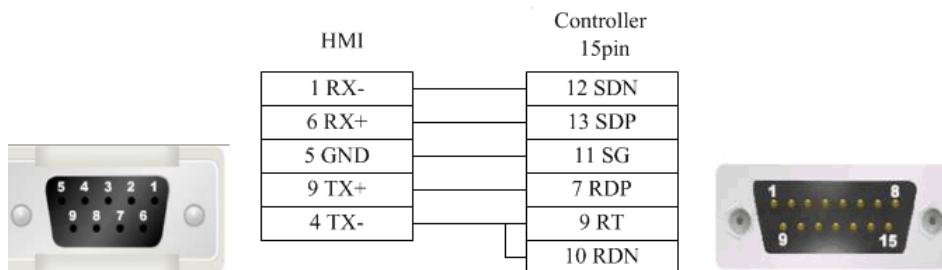 HMI
Controller
15pin
1 RX-
12 SDN
6 RX+
13 SDP
5 GND
11 SG
9 TX+
7 RDP
4 TX-
9 RT
10 RDN
5 4 3 2 1
9 8 7 6
1 8
9 15